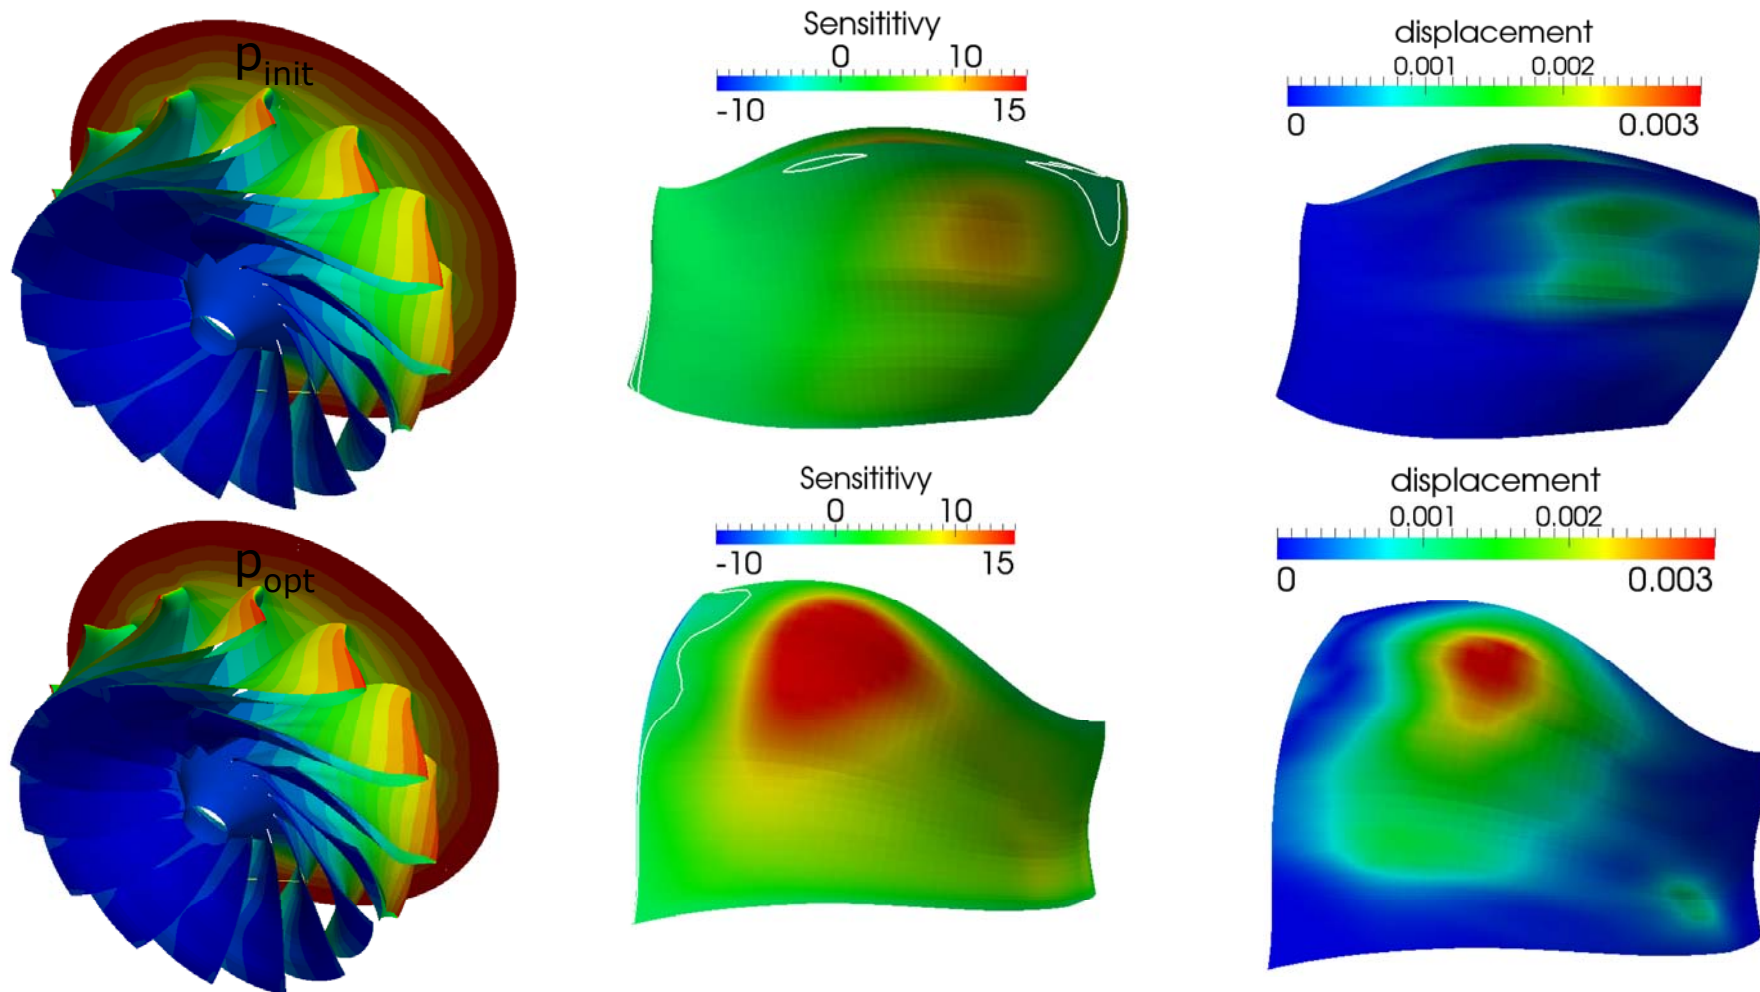 p_init
Sensititivy
0 10
-10 15
displacement
0.001 0.002
0 0.003
p_opt
Sensititivy
0 10
-10 15
displacement
0.001 0.002
0 0.003